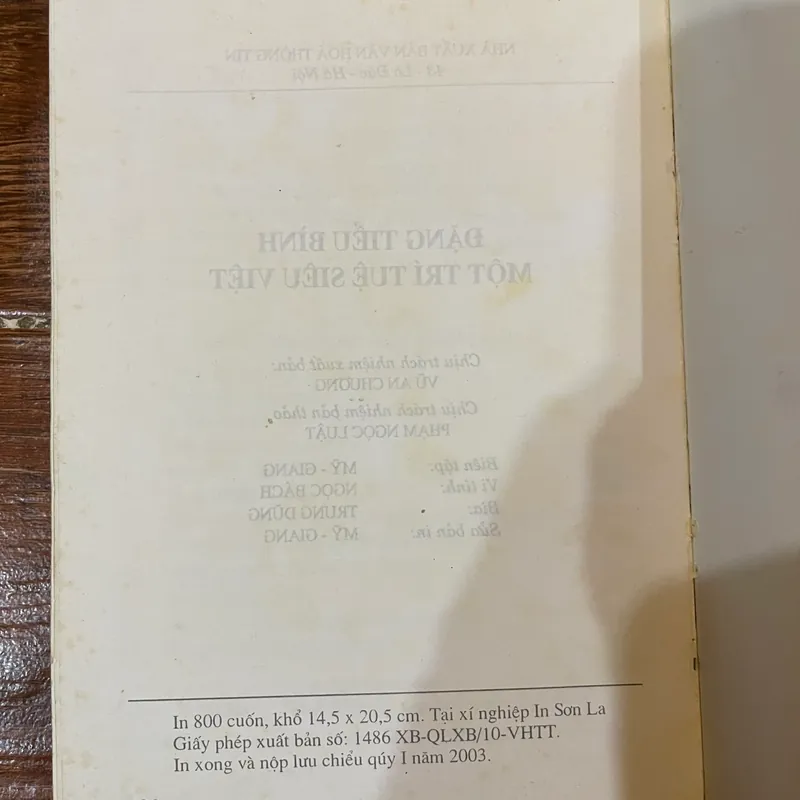 NHÀ XUẤT BẢN VĂN HOÁ THÔNG TIN
43 - Lò Đúc - Hà Nội
ĐẶNG TIỂU BÌNH
MỘT TRÍ TUỆ SIÊU VIỆT
Chịu trách nhiệm xuất bản:
VŨ AN CHƯƠNG
Chịu trách nhiệm bản thảo
PHẠM NGỌC LUẬT
Biên tập: MỸ - GIANG
Vi tính: NGỌC BÁCH
Bìa: TRUNG DŨNG
Sửa bản in: MỸ - GIANG
In 800 cuốn, khổ 14,5 x 20,5 cm. Tại xí nghiệp In Sơn La
Giấy phép xuất bản số: 1486 XB-QLXB/10-VHTT.
In xong và nộp lưu chiểu qúy I năm 2003.